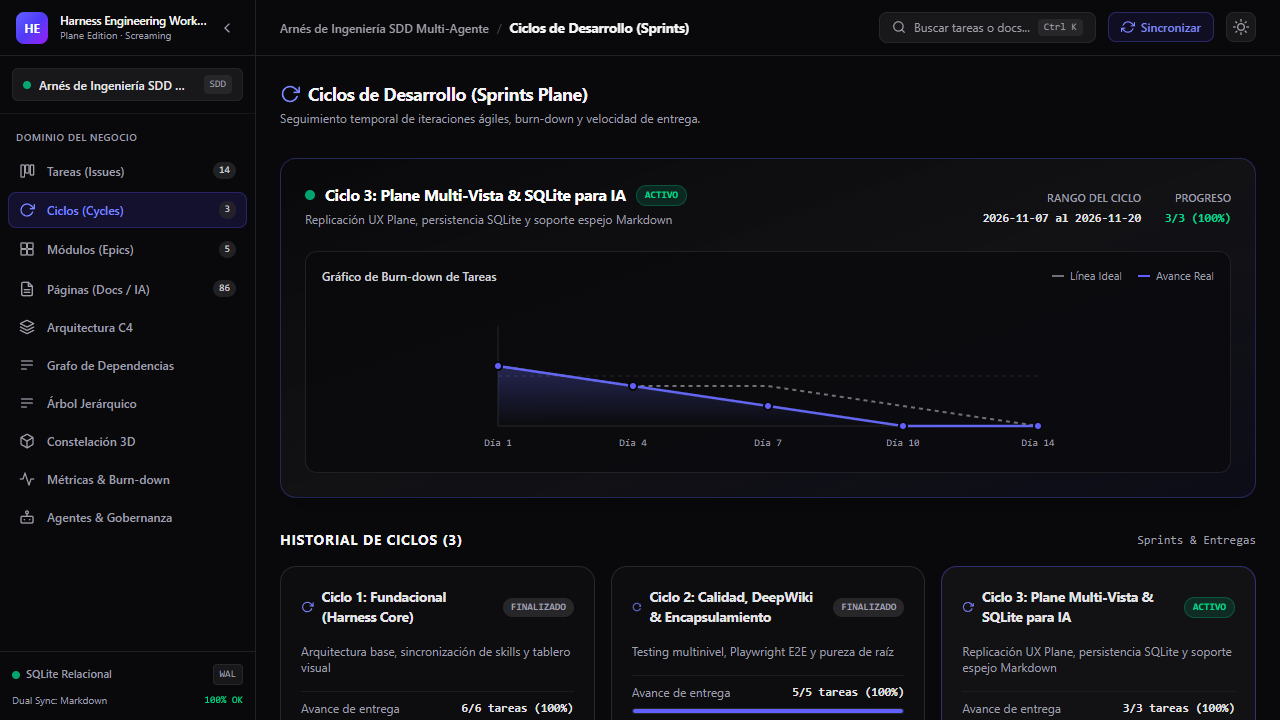 HE
Harness Engineering Work...
Plane Edition · Screaming
Arnés de Ingeniería SDD ...
SDD
DOMINIO DEL NEGOCIO
Tareas (Issues)
14
Ciclos (Cycles)
3
Módulos (Epics)
5
Páginas (Docs / IA)
86
Arquitectura C4
Grafo de Dependencias
Árbol Jerárquico
Constelación 3D
Métricas & Burn-down
Agentes & Gobernanza
SQLite Relacional
WAL
Dual Sync: Markdown
100% OK
Arnés de Ingeniería SDD Multi-Agente / Ciclos de Desarrollo (Sprints)
Buscar tareas o docs...
Ctrl K
Sincronizar
Ciclos de Desarrollo (Sprints Plane)
Seguimiento temporal de iteraciones ágiles, burn-down y velocidad de entrega.
Ciclo 3: Plane Multi-Vista & SQLite para IA
ACTIVO
Replicación UX Plane, persistencia SQLite y soporte espejo Markdown
RANGO DEL CICLO
2026-11-07 al 2026-11-20
PROGRESO
3/3 (100%)
Gráfico de Burn-down de Tareas
Línea Ideal
Avance Real
Día 1
Día 4
Día 7
Día 10
Día 14
HISTORIAL DE CICLOS (3)
Sprints & Entregas
Ciclo 1: Fundacional
(Harness Core)
FINALIZADO
Arquitectura base, sincronización de skills y tablero
visual
Avance de entrega
6/6 tareas (100%)
Ciclo 2: Calidad, DeepWiki
& Encapsulamiento
FINALIZADO
Testing multinivel, Playwright E2E y pureza de raíz
Avance de entrega
5/5 tareas (100%)
Ciclo 3: Plane Multi-Vista &
SQLite para IA
ACTIVO
Replicación UX Plane, persistencia SQLite y soporte
espejo Markdown
Avance de entrega
3/3 tareas (100%)